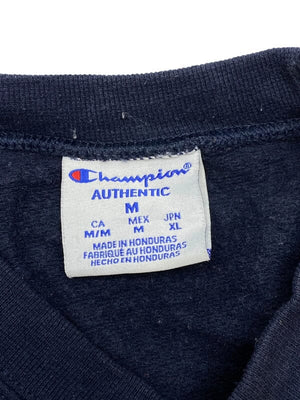 Champion®
AUTHENTIC
M
CA MEX JPN
M/M M XL
MADE IN HONDURAS
FABRIQUÉ AU HONDURAS
HECHO EN HONDURAS